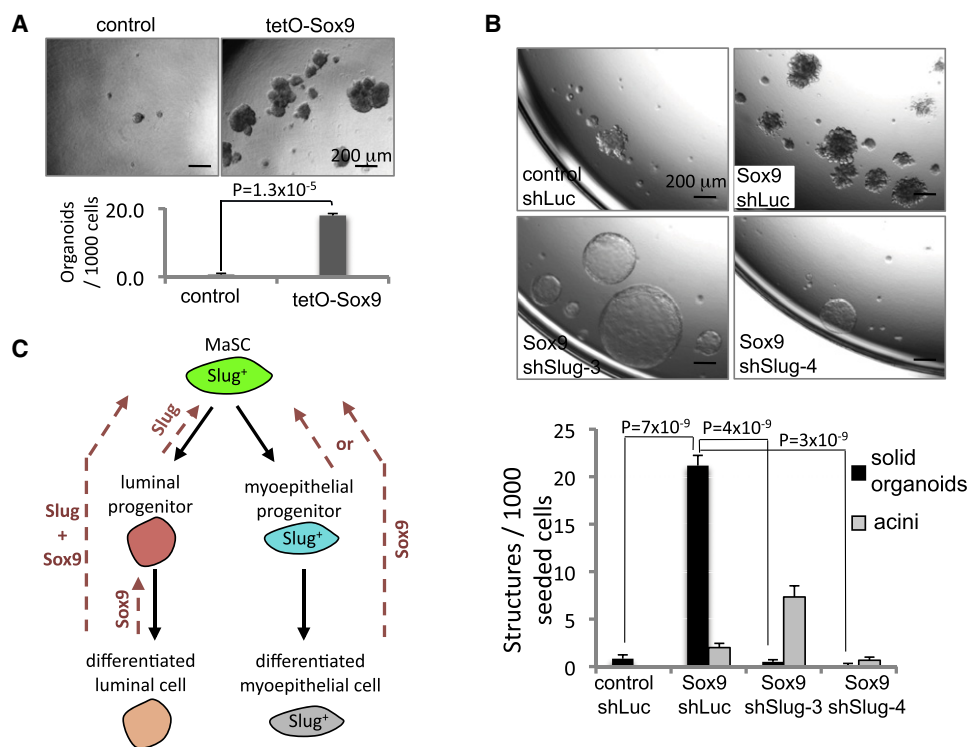 A
control
tetO-Sox9
200 μm
P=1.3x10-5
Organoids
/ 1000 cells
20.0
0.0
control
tetO-Sox9
B
control
shLuc
200 μm
Sox9
shLuc
Sox9
shSlug-3
Sox9
shSlug-4
P=7x10-9
P=4x10-9
P=3x10-9
solid
organoids
acini
Structures / 1000
seeded cells
25
20
15
10
5
0
control
shLuc
Sox9
shLuc
Sox9
shSlug-3
Sox9
shSlug-4
C
MaSC
Slug+
Slug
or
luminal
progenitor
myoepithelial
progenitor
Slug+
Slug
+
Sox9
Sox9
Sox9
differentiated
luminal cell
differentiated
myoepithelial cell
Slug+